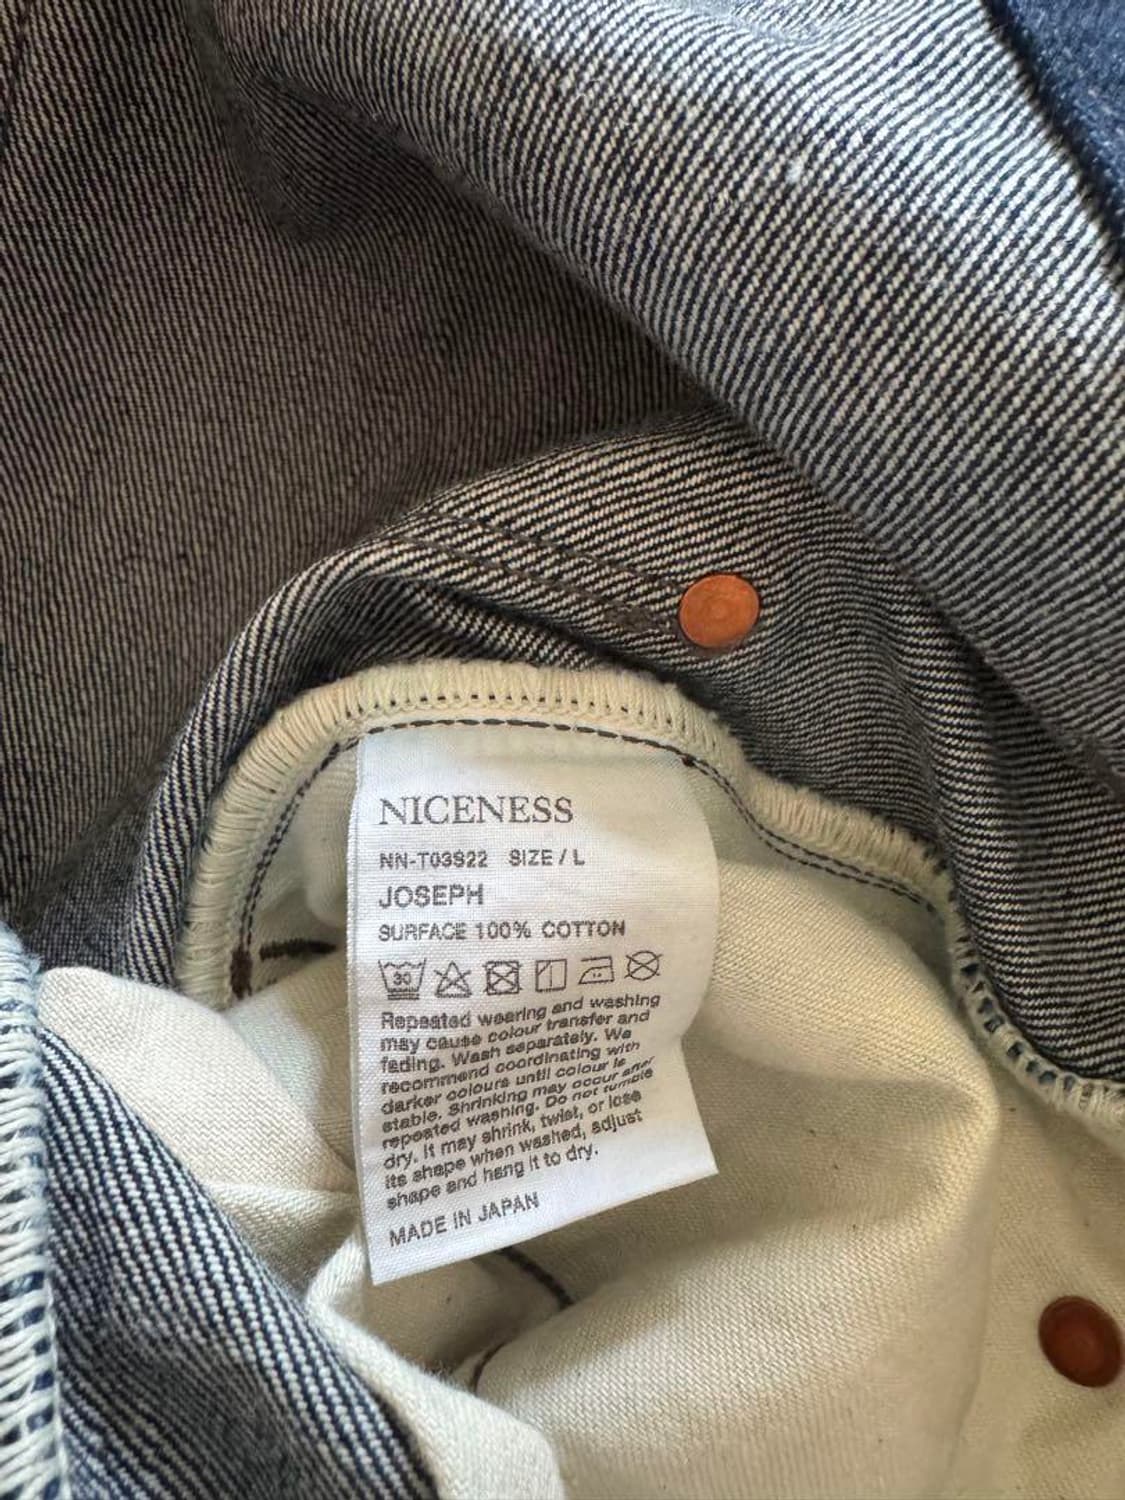 NICENESS
NN-T03S22 SIZE / L
JOSEPH
SURFACE 100% COTTON
30
Repeated wearing and washing
may cause colour transfer and
fading. Wash separately. We
recommend coordinating with
darker colours until colour is
stable. Shrinking may occur after
repeated washing. Do not tumble
dry. It may shrink, twist, or lose
its shape when washed, adjust
shape and hang it to dry.
MADE IN JAPAN